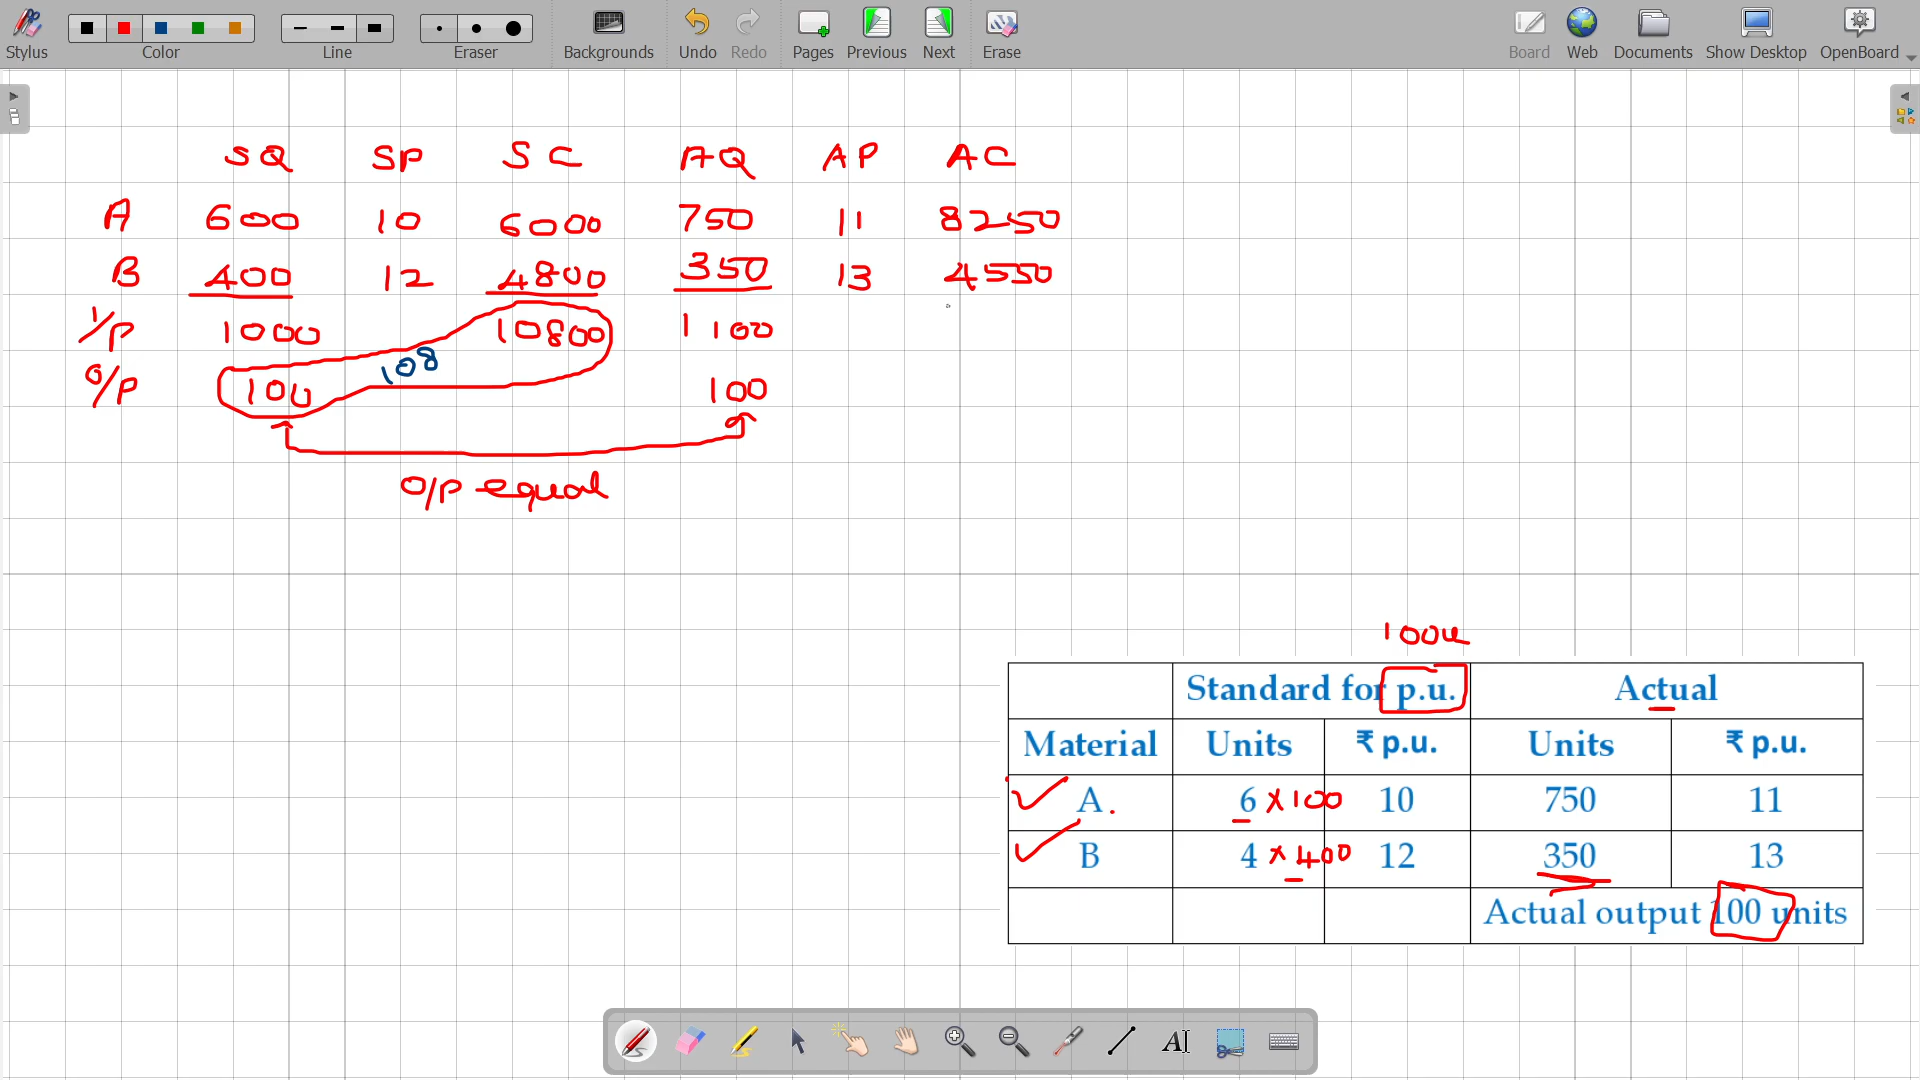 Stylus Color Line Eraser Backgrounds Undo Redo Pages Previous Next Erase Board Web Documents Show Desktop OpenBoard
SQ SP SC AQ AP AC
A 600 10 6000 750 11 8250
B 400 12 4800 350 13 4550
I/P 1000 10800 1100
O/P 100 108 100
O/P equal
100u
Standard for p.u. Actual
Material Units ₹ p.u. Units ₹ p.u.
A. 6 x100 10 750 11
B 4 x400 12 350 13
Actual output 100 units
AI